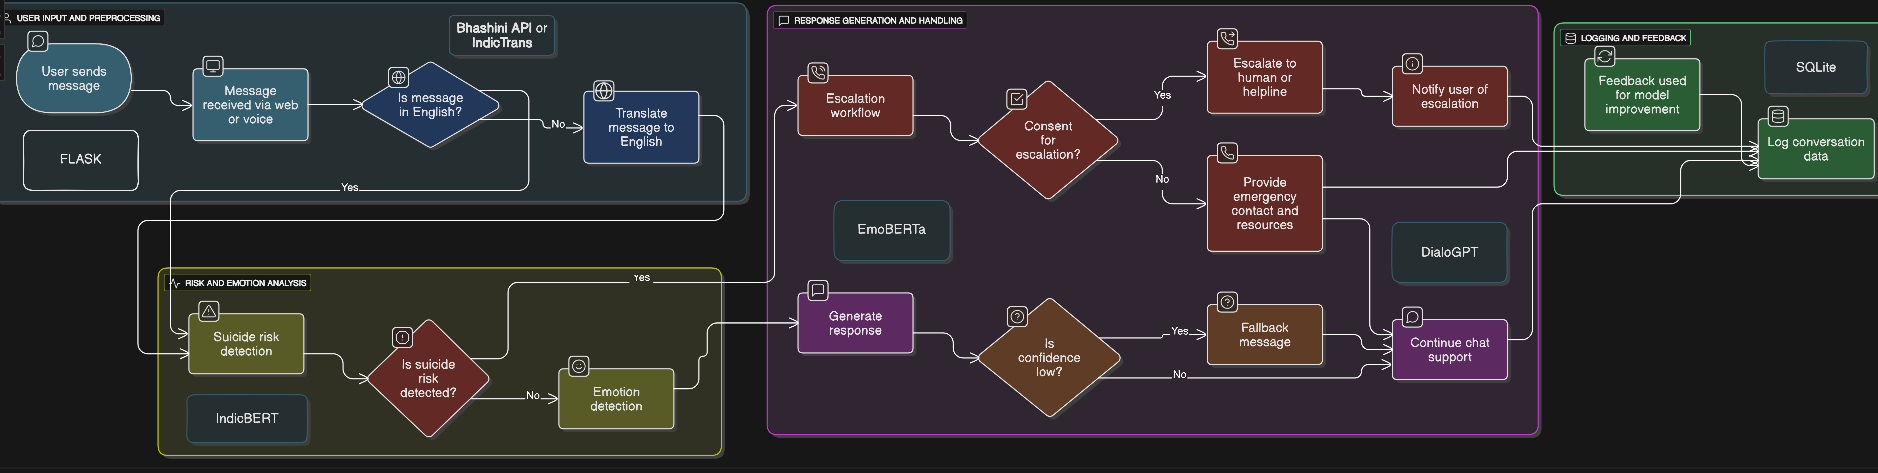 USER INPUT AND PREPROCESSING
Bhashini API or
IndicTrans
User sends
message
Message
received via web
or voice
Is message
in English?
No
Translate
message to
English
FLASK
Yes
RISK AND EMOTION ANALYSIS
Suicide risk
detection
Is suicide
risk
detected?
Yes
No
Emotion
detection
IndicBERT
RESPONSE GENERATION AND HANDLING
Escalation
workflow
Consent
for
escalation?
Yes
Escalate to
human or
helpline
Notify user of
escalation
No
Provide
emergency
contact and
resources
EmoBERTa
DialoGPT
Generate
response
Is
confidence
low?
Yes
Fallback
message
No
Continue chat
support
LOGGING AND FEEDBACK
Feedback used
for model
improvement
SQLite
Log conversation
data